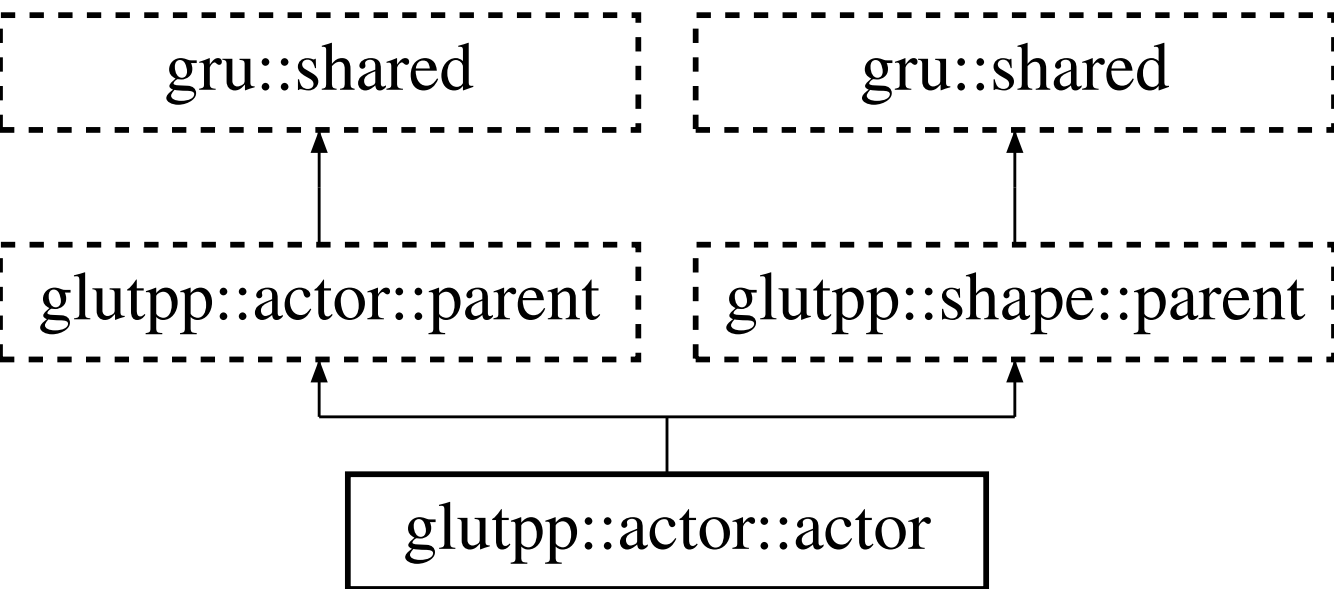 gru::shared
gru::shared
glutpp::actor::parent
glutpp::shape::parent
glutpp::actor::actor